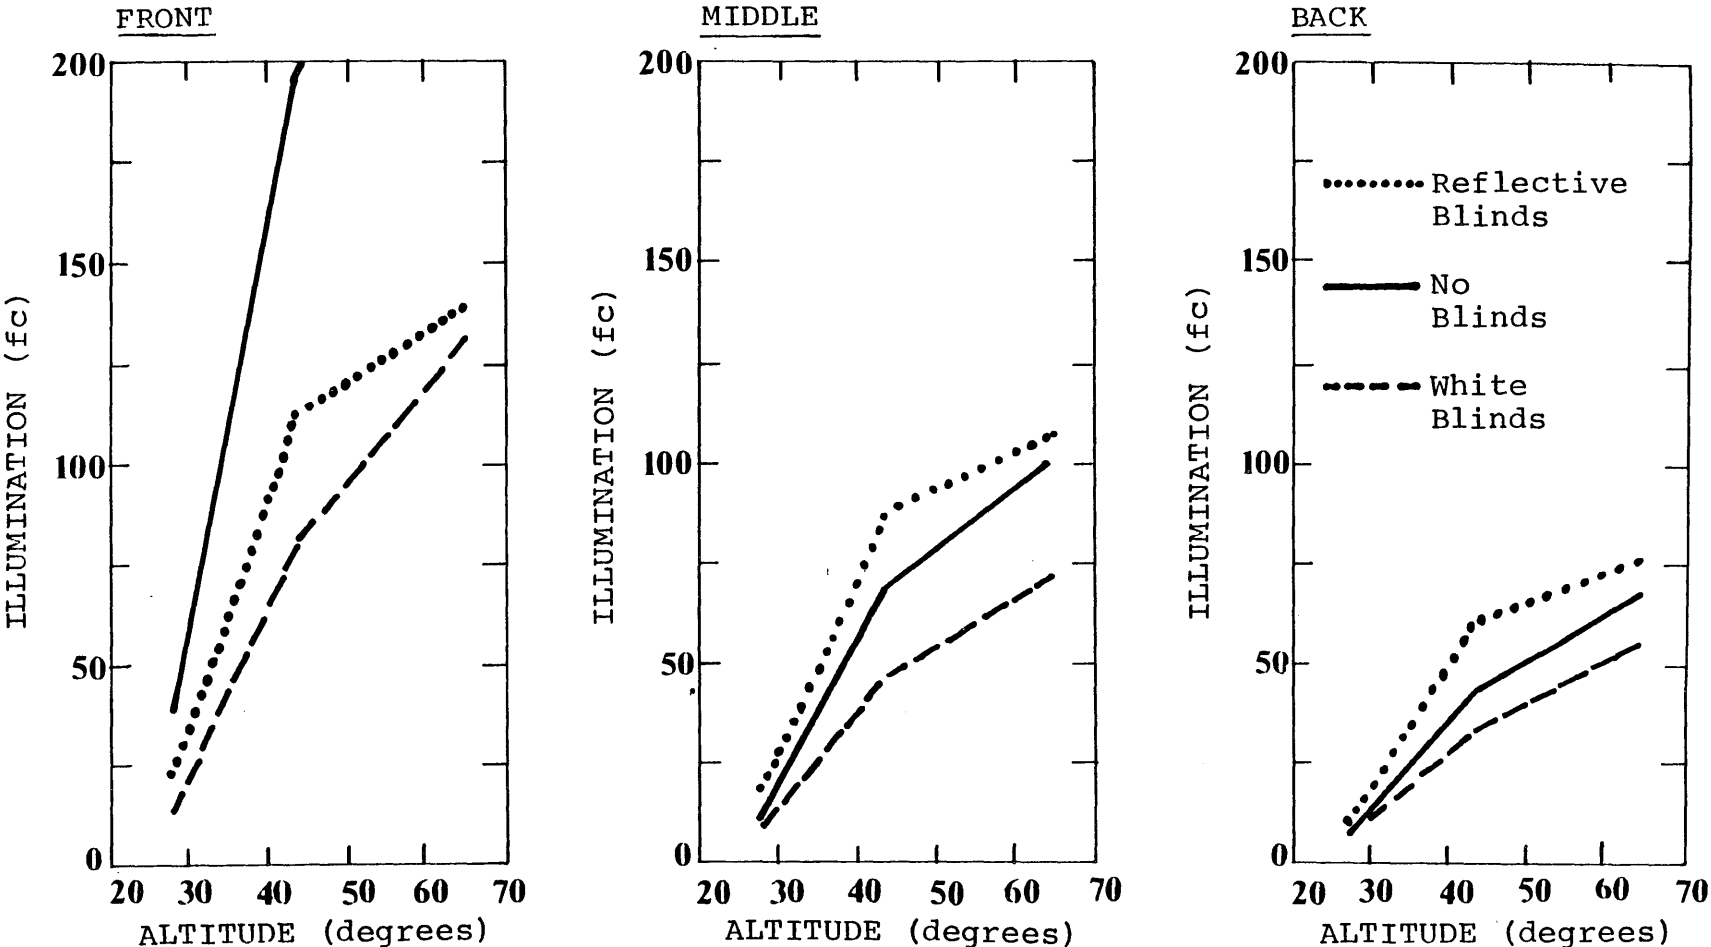 FRONT
200
150
100
50
0
20 30 40 50 60 70
ILLUMINATION (fc)
ALTITUDE (degrees)
MIDDLE
200
150
100
50
0
20 30 40 50 60 70
ILLUMINATION (fc)
ALTITUDE (degrees)
BACK
200
150
100
50
0
20 30 40 50 60 70
ILLUMINATION (fc)
ALTITUDE (degrees)
Reflective
Blinds
No
Blinds
White
Blinds